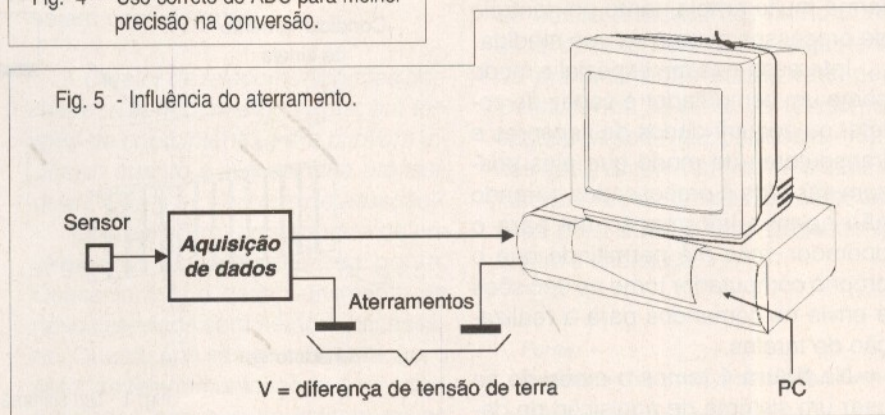 Fig. 4 - Uso correto do ADC para melhor
precisão na conversão.
Fig. 5 - Influência do aterramento.
Sensor
Aquisição
de dados
Aterramentos
V = diferença de tensão de terra
PC